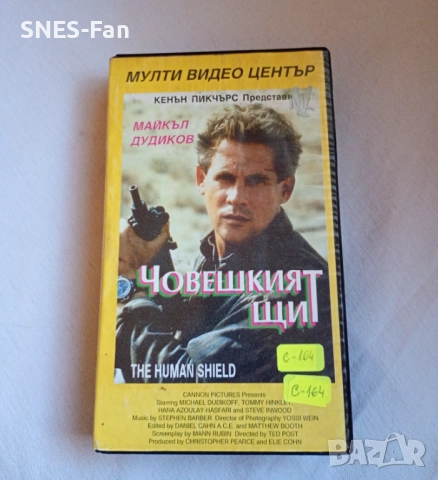 SNES-Fan
МУЛТИ ВИДЕО ЦЕНТЪР
КЕНЪН ПИКЧЪРС Представя
МАЙКЪЛ
ДУДИКОВ
ЧОВЕШКИЯТ
ЩИТ
THE HUMAN SHIELD
C-164
B-164
CANNON PICTURES Presents
Starring MICHAEL DUDIKOFF, TOMMY HINKLEY
HANA AZOULAY-HASFARI and STEVE INWOOD
Music by STEPHEN BARBER Director of Photography YOSSI WEIN
Edited by DANIEL CAHN A.C.E. and MATTHEW BOOTH
Screenplay by MANN RUBIN Directed by TED POST
Produced by CHRISTOPHER PEARCE and ELIE COHN
bazar